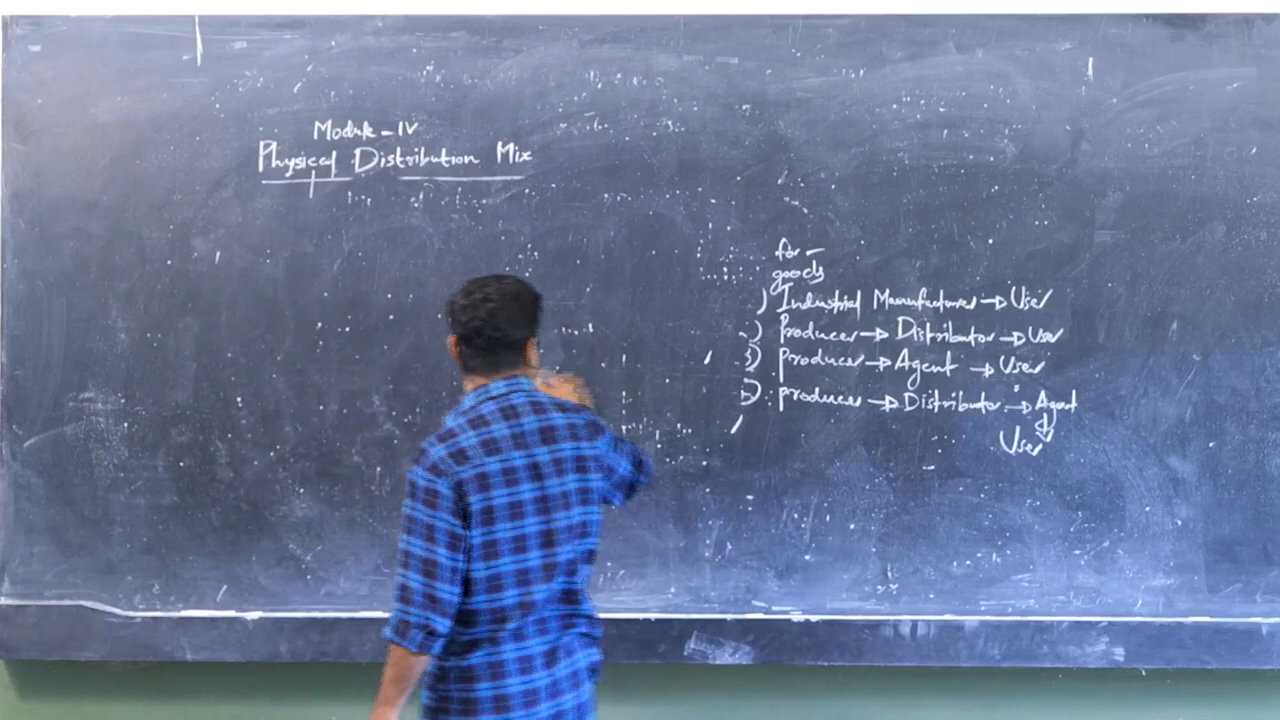 Module - IV
Physical Distribution Mix
for -
goods
1) Industrial Manufacturer → User
2) Producer → Distributor → User
3) producer → Agent → User
producer → Distributor → Agent
↓
User